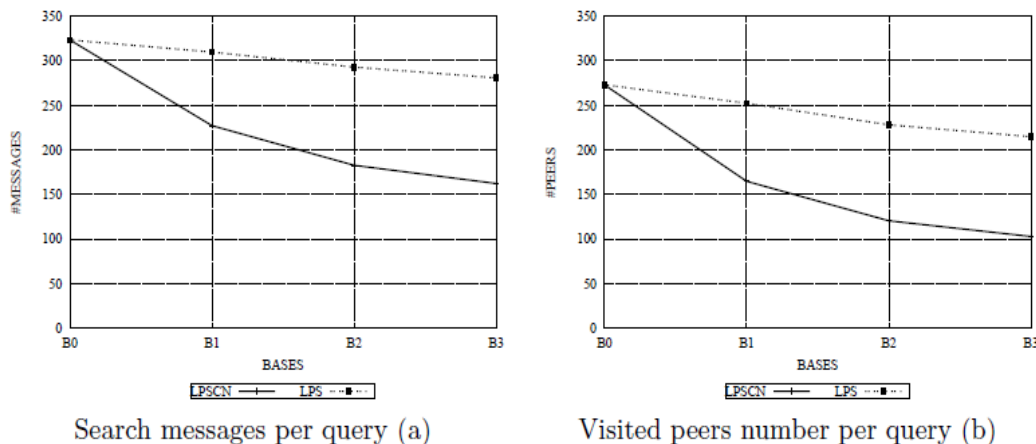 350
300
250
200
150
100
50
0
#MESSAGES
B0 B1 B2 B3
BASES
LPSCN LPS
Search messages per query (a)
350
300
250
200
150
100
50
0
#PEERS
B0 B1 B2 B3
BASES
LPSCN LPS
Visited peers number per query (b)